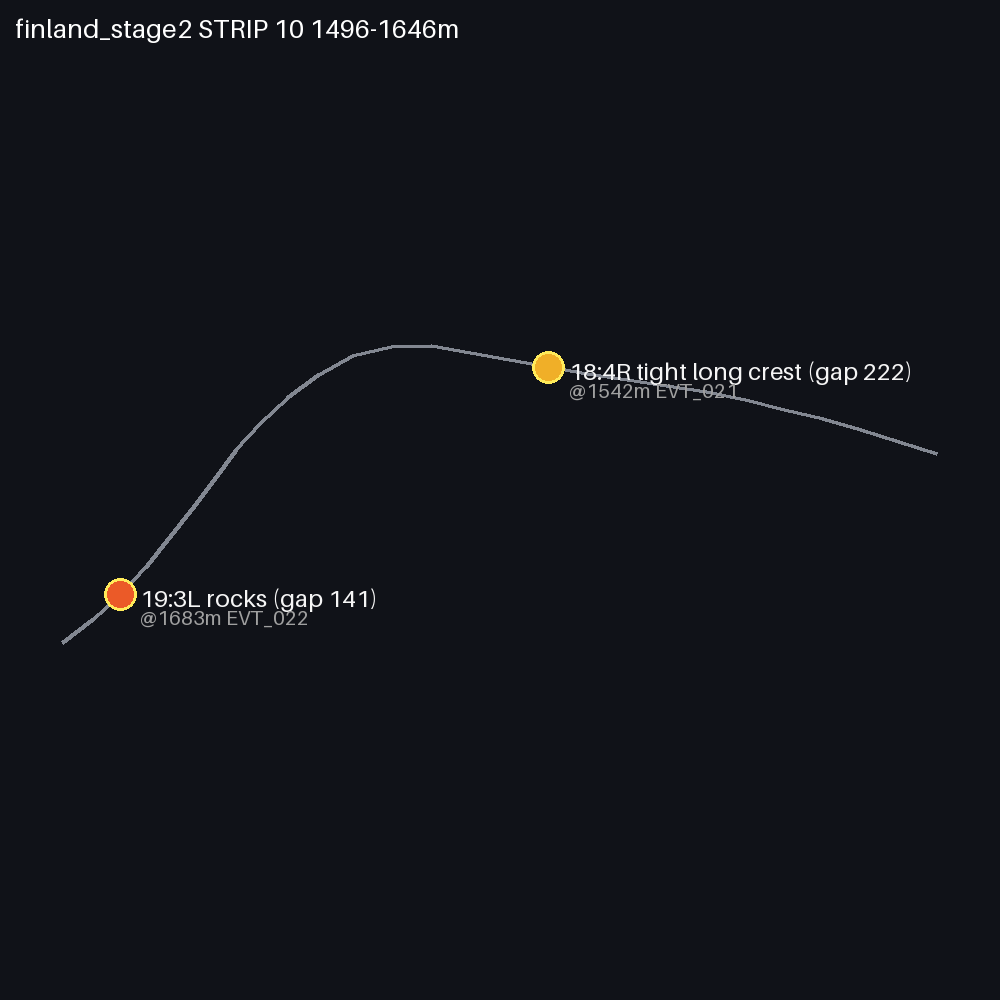 finland_stage2 STRIP 10 1496-1646m
18:4R tight long crest (gap 222)
@1542m EVT_021
19:3L rocks (gap 141)
@1683m EVT_022